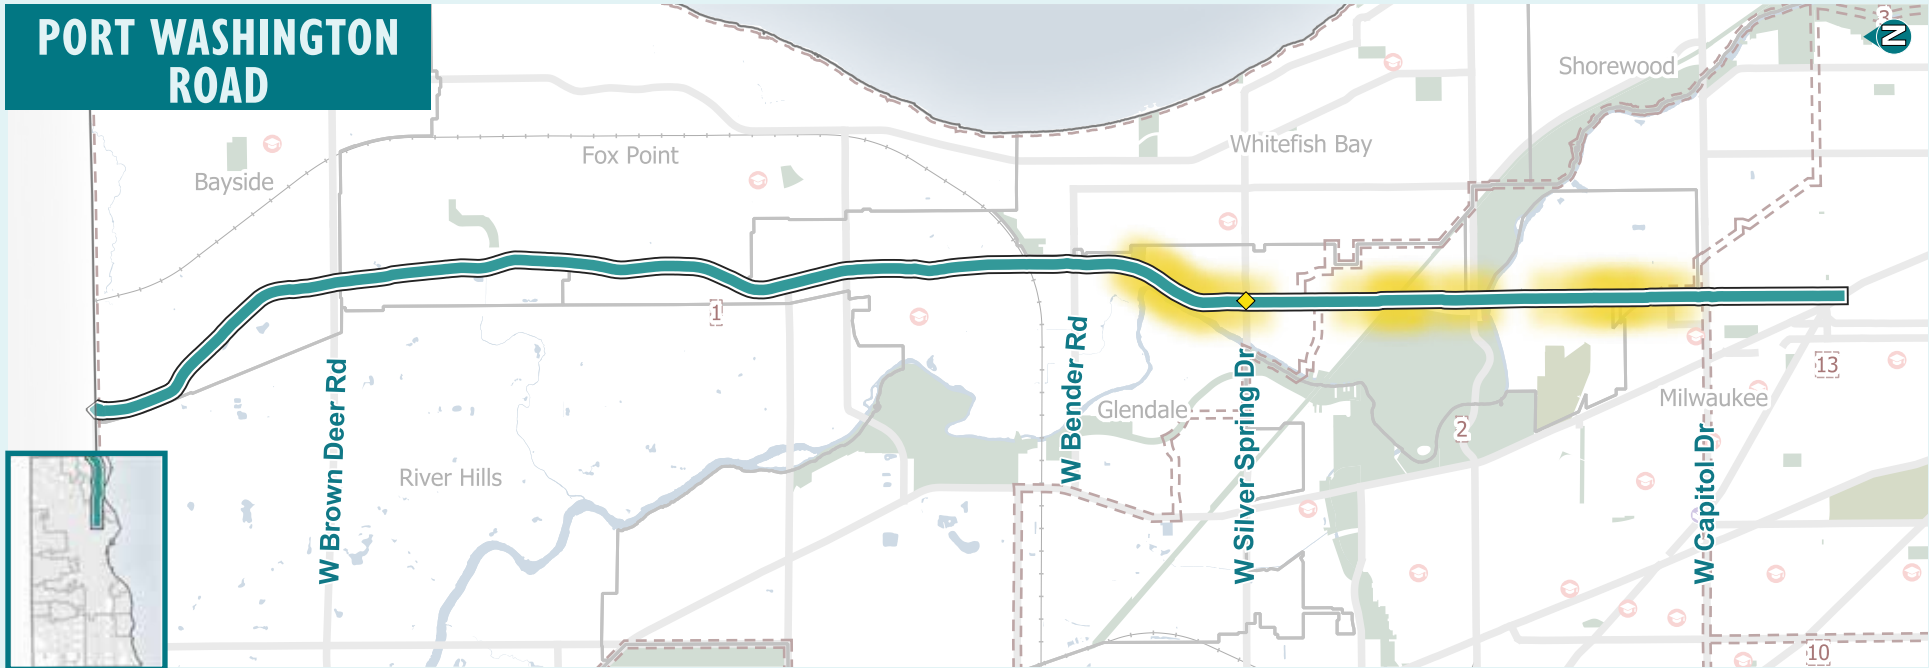 PORT WASHINGTON
ROAD
3
N
Shorewood
Whitefish Bay
Fox Point
Bayside
1
W Brown Deer Rd
W Bender Rd
W Silver Spring Dr
W Capitol Dr
13
Milwaukee
Glendale
2
River Hills
10